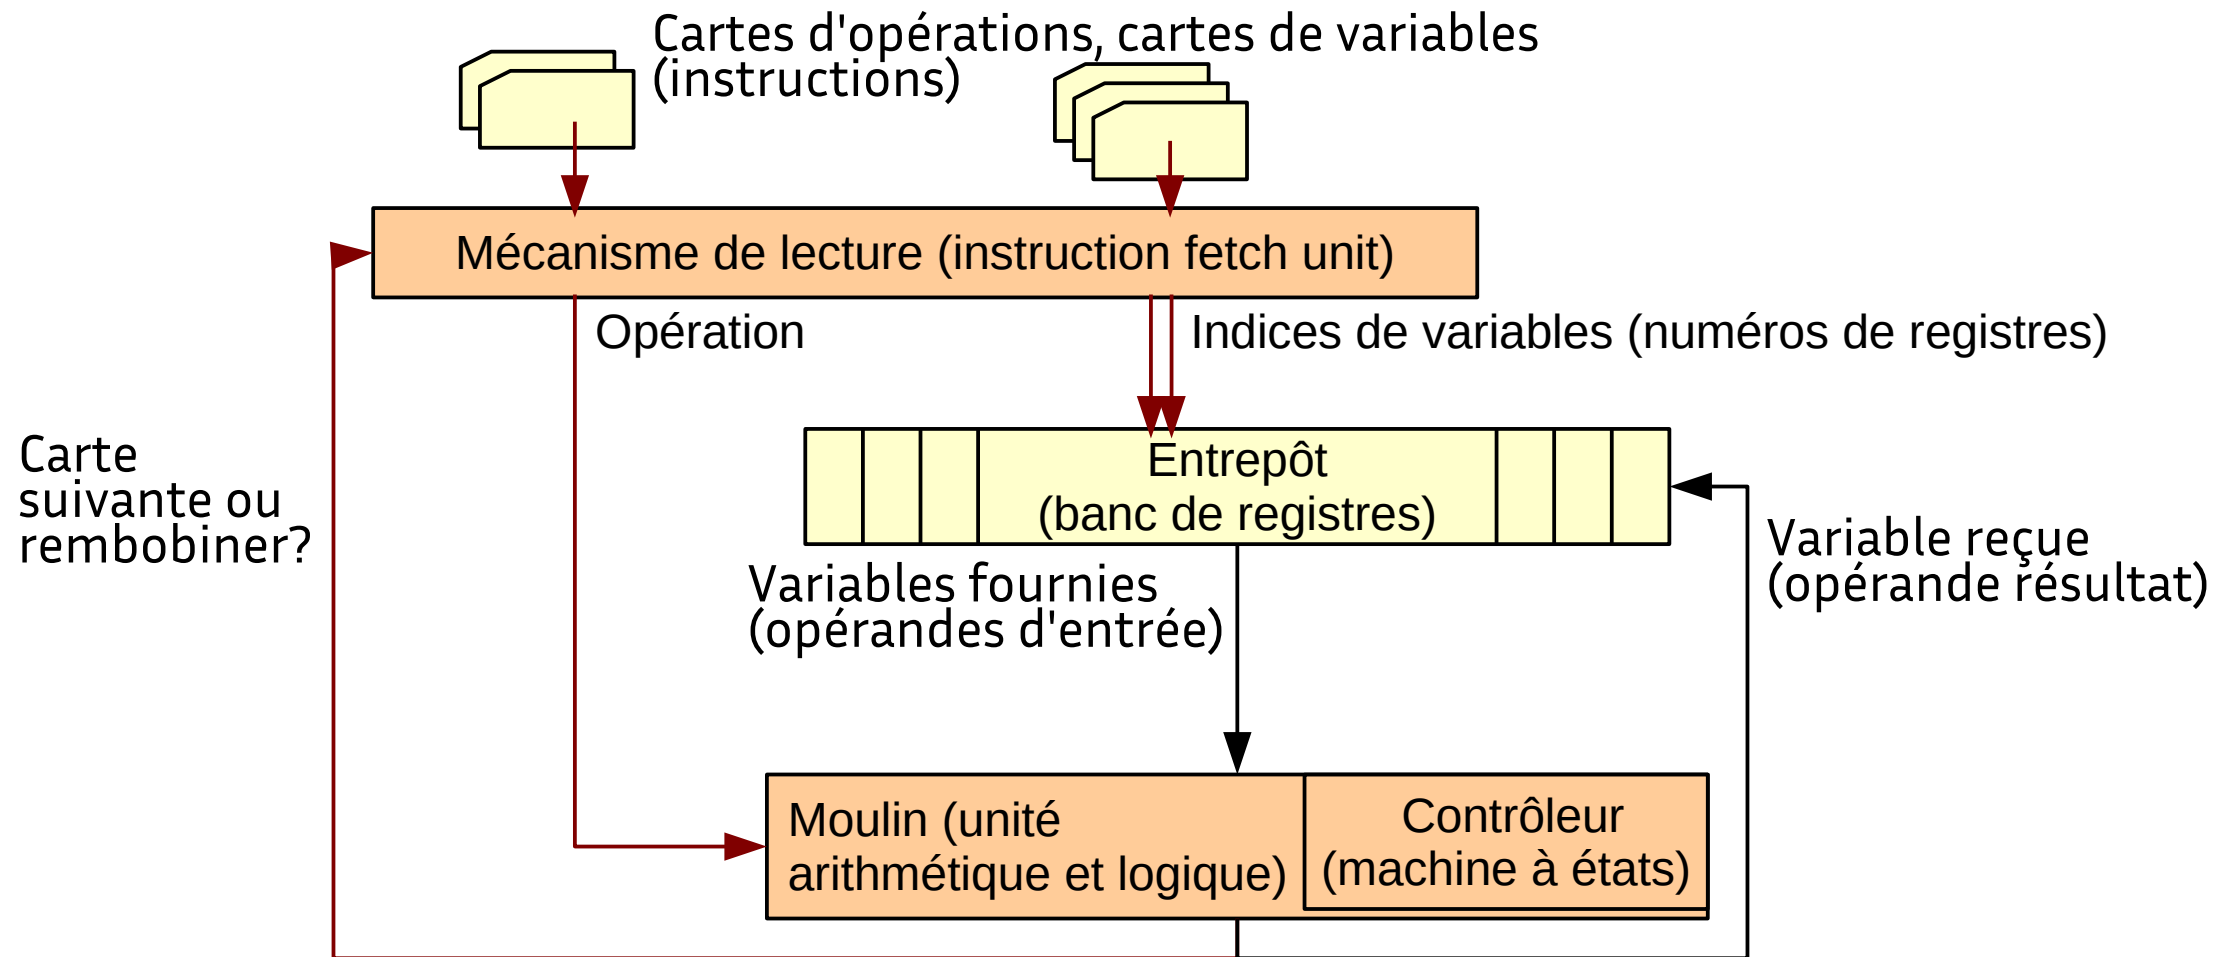 Cartes d'opérations, cartes de variables
(instructions)
Mécanisme de lecture (instruction fetch unit)
Opération
Indices de variables (numéros de registres)
Carte
suivante ou
rembobiner?
Entrepôt
(banc de registres)
Variable reçue
(opérande résultat)
Variables fournies
(opérandes d'entrée)
Moulin (unité
arithmétique et logique)
Contrôleur
(machine à états)